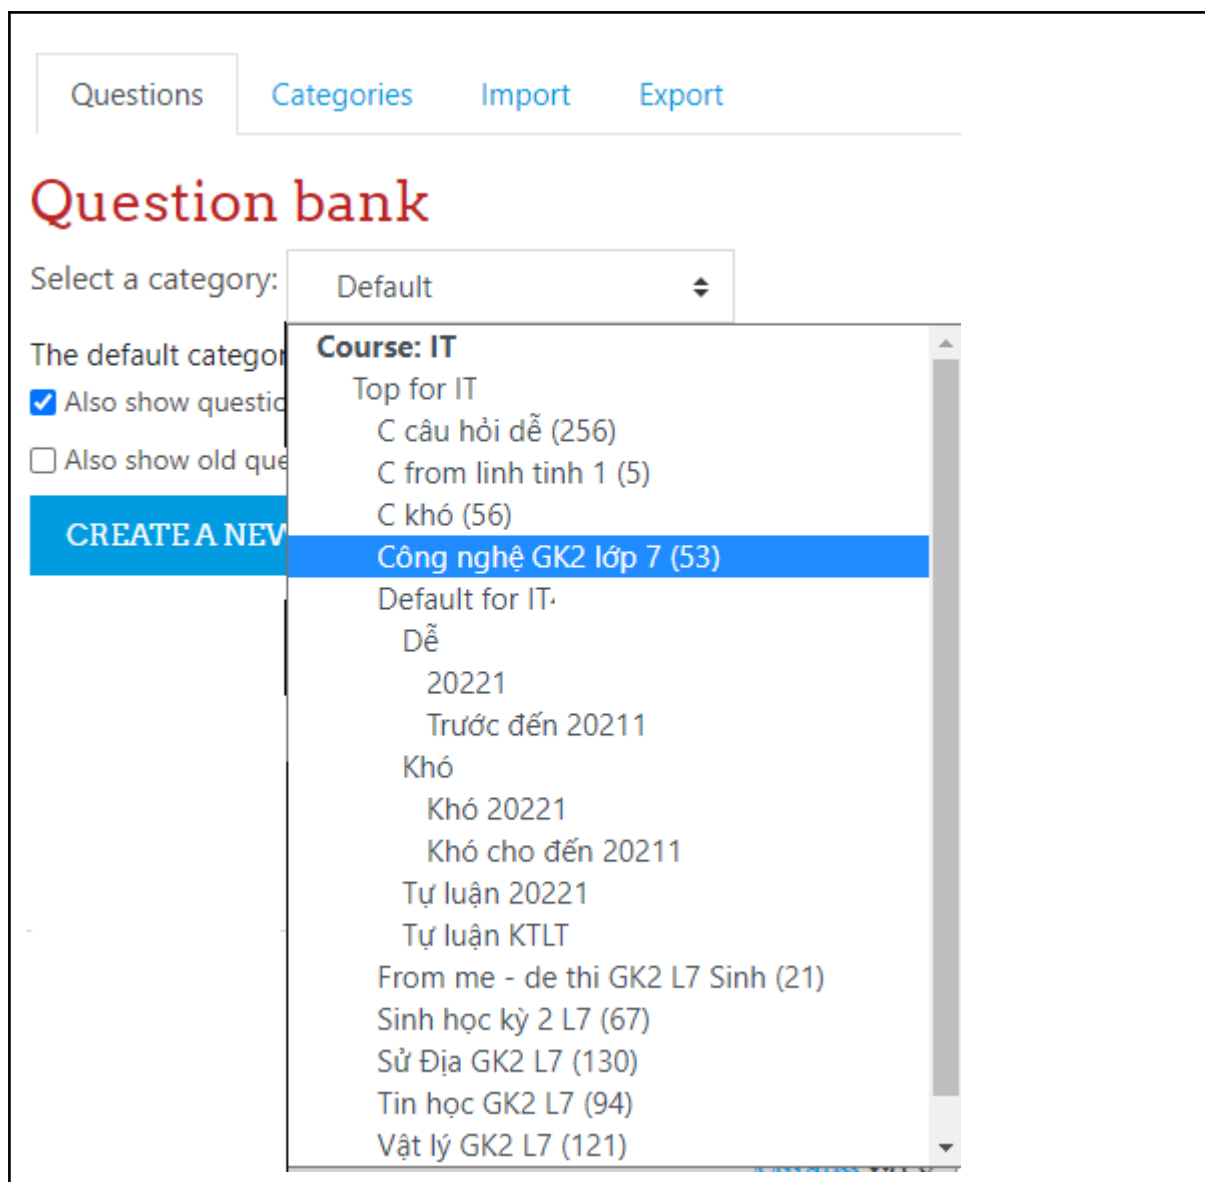 Questions Categories Import Export
Question bank
Select a category: Default
Course: IT
The default
Top for IT
Also show
C câu hỏi dễ (256)
C from linh tinh 1 (5)
Also show old
C khó (56)
CREATE A
Công nghệ GK2 lớp 7 (53)
Default for IT
Dễ
20221
Trước đến 20211
Khó
Khó 20221
Khó cho đến 20211
Tự luận 20221
Tự luận KTLT
From me - de thi GK2 L7 Sinh (21)
Sinh học kỳ 2 L7 (67)
Sử Địa GK2 L7 (130)
Tin học GK2 L7 (94)
Vật lý GK2 L7 (121)